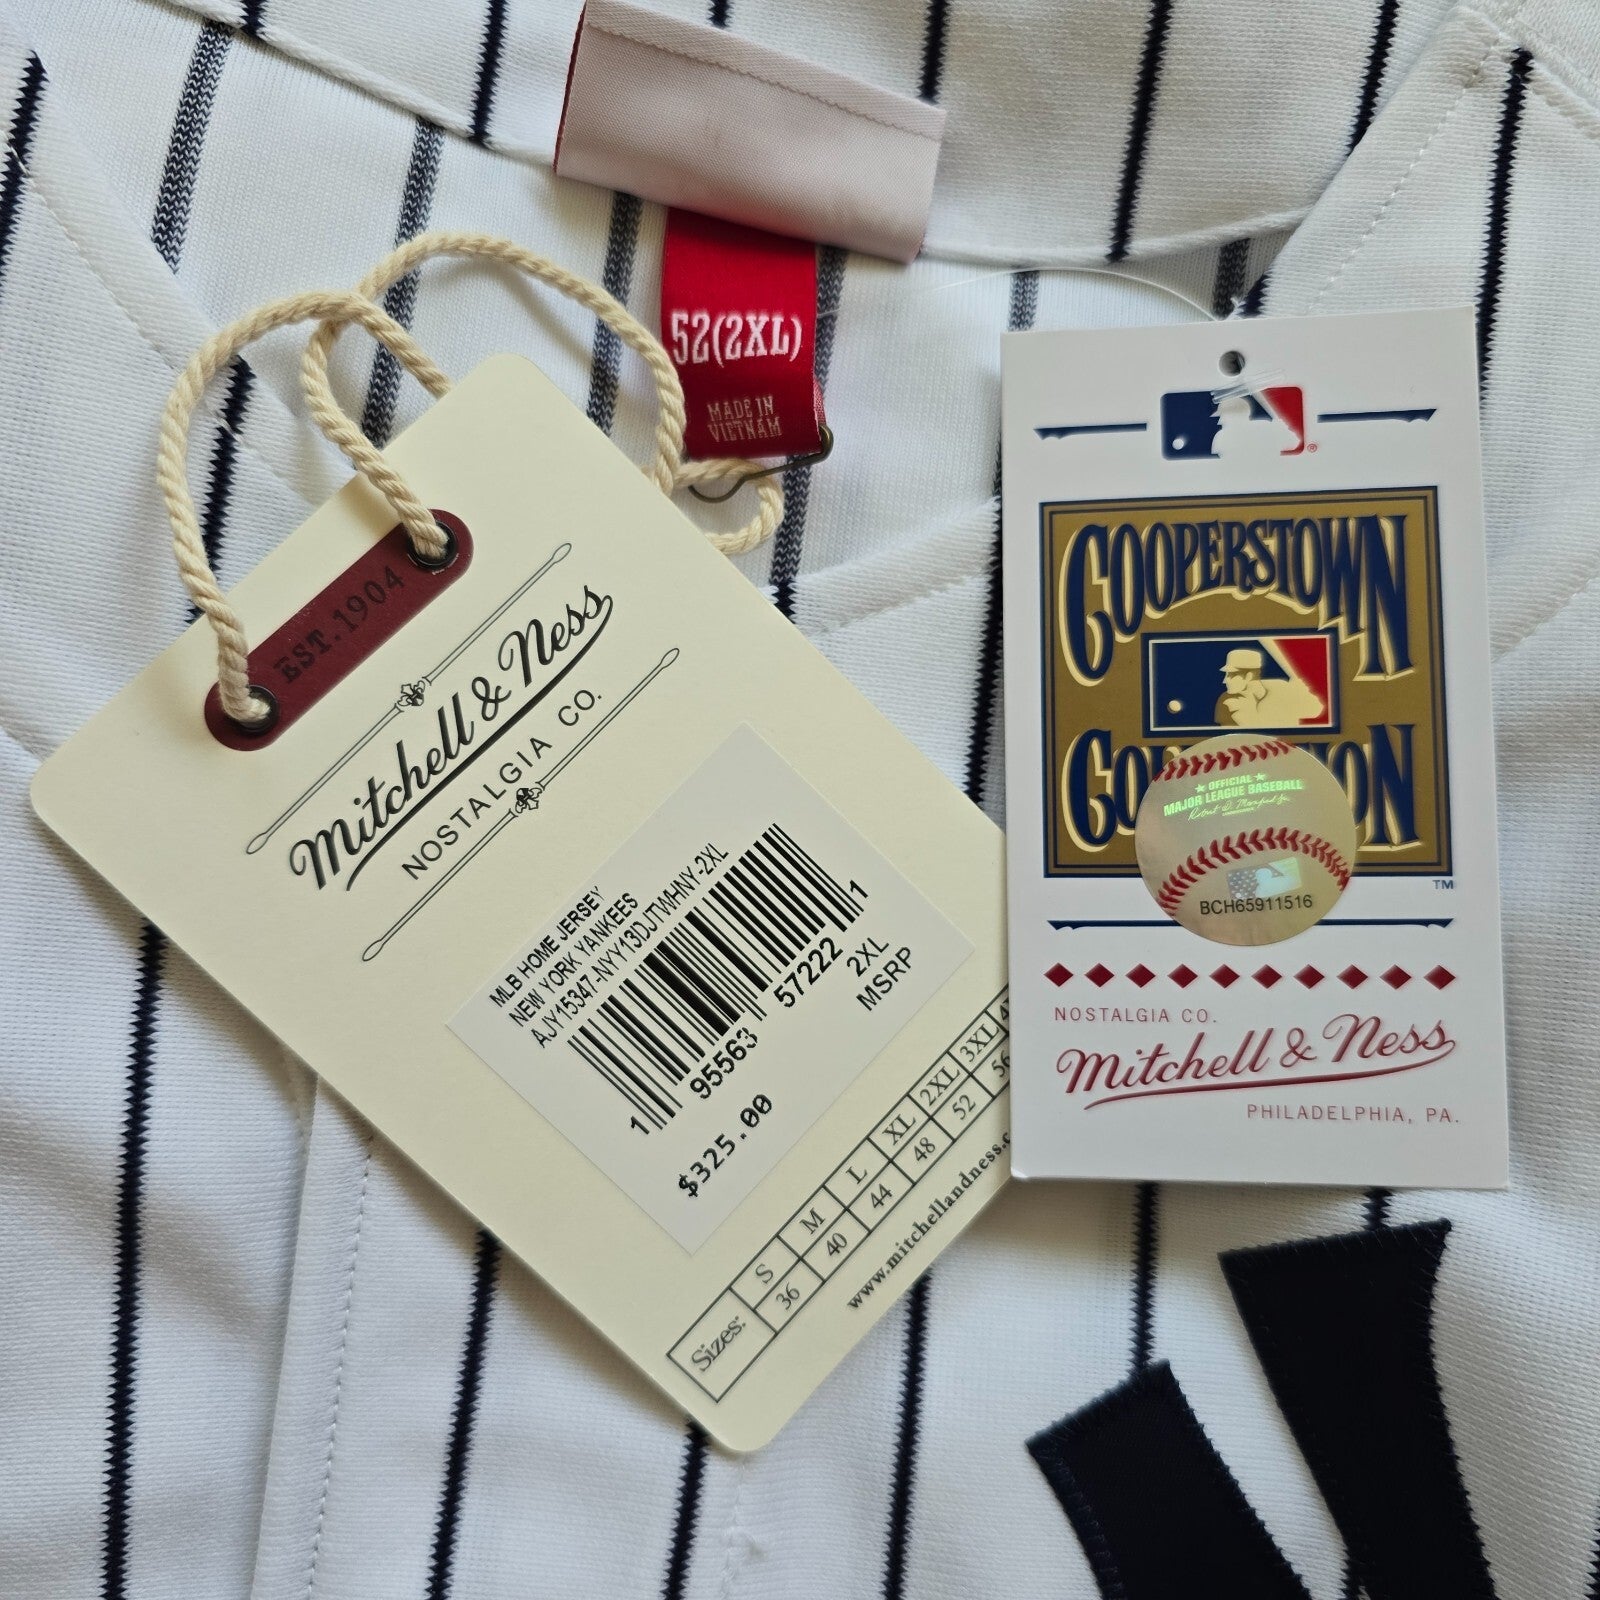 52(2XL)
MADE IN
VIETNAM
EST.1904
Mitchell & Ness
NOSTALGIA CO.
MLB HOME JERSEY
NEW YORK YANKEES
AJY15347-NYY13DJTWHNY-2XL
1 95563 57222 1
2XL
MSRP
$325.00
Sizes: S M L XL 2XL 3XL
36 40 44 48 52 56
www.mitchellandness.c
®
COOPERSTOWN
COLLECTION
TM
★ OFFICIAL ★
MAJOR LEAGUE BASEBALL
BCH65911516
NOSTALGIA CO.
Mitchell & Ness
PHILADELPHIA, PA.